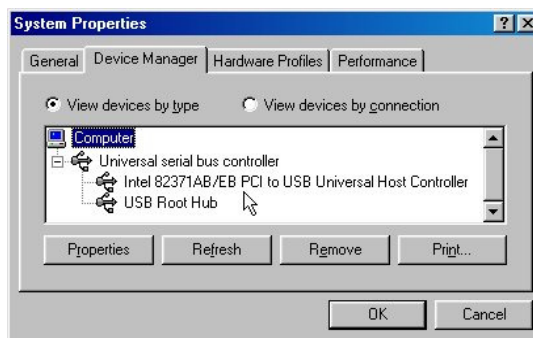 System Properties
General Device Manager Hardware Profiles Performance
View devices by type View devices by connection
Computer
Universal serial bus controller
Intel 82371AB/EB PCI to USB Universal Host Controller
USB Root Hub
Properties Refresh Remove Print...
OK Cancel